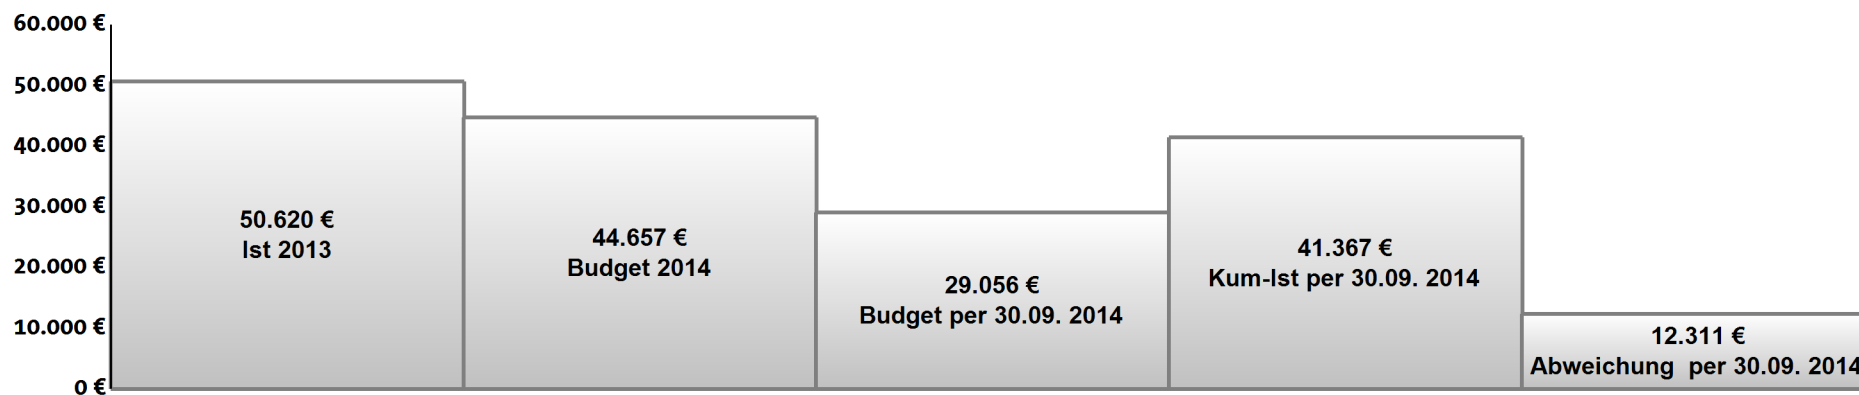 60.000 €
50.000 €
40.000 €
30.000 €
20.000 €
10.000 €
0 €
50.620 €
Ist 2013
44.657 €
Budget 2014
29.056 €
Budget per 30.09. 2014
41.367 €
Kum-Ist per 30.09. 2014
12.311 €
Abweichung  per 30.09. 2014